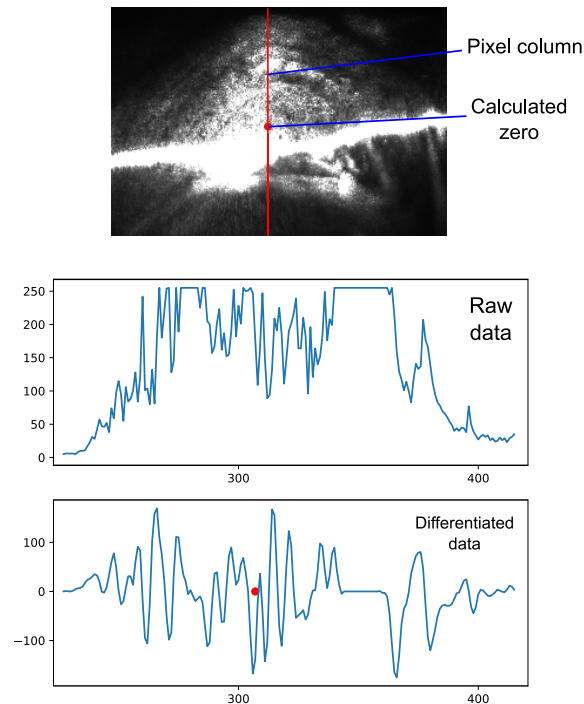 Pixel column
Calculated
zero
250
200
150
100
50
0
Raw
data
300
400
100
0
−100
Differentiated
data
300
400